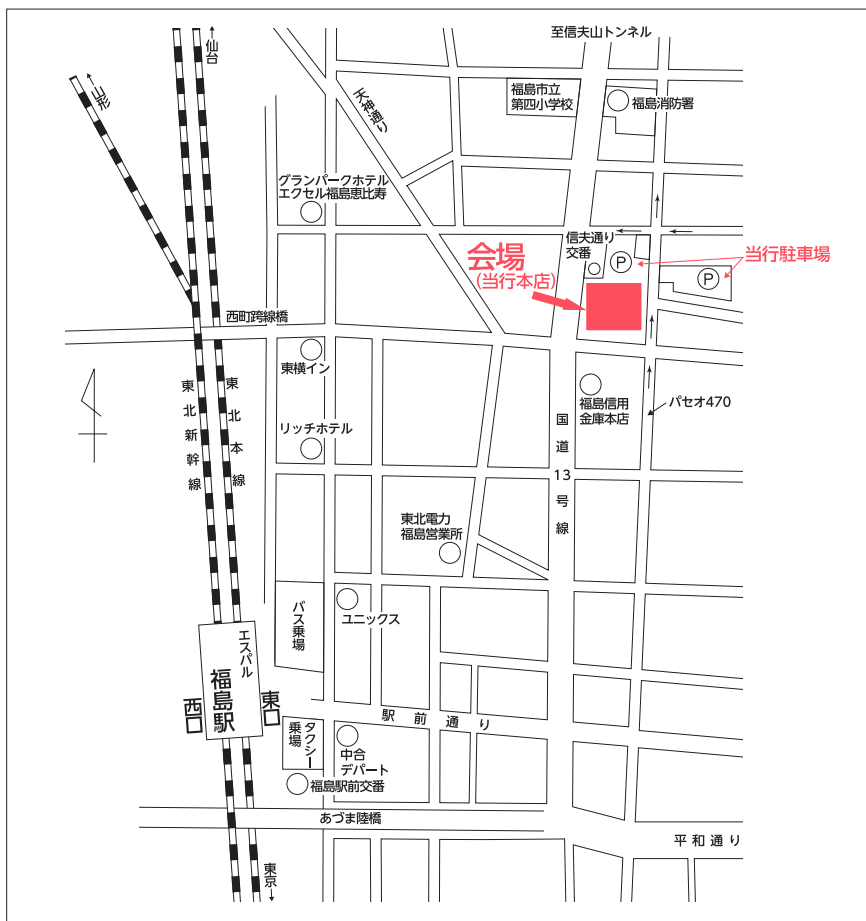 至信夫山トンネル
←仙台
←山形
天神通り
福島市立
第四小学校
福島消防署
グランパークホテル
エクセル福島恵比寿
信夫通り
交番
P
会場
(当行本店)
当行駐車場
P
西町跨線橋
東横イン
東北新幹線
東北本線
福島信用
金庫本店
パセオ470
リッチホテル
国道13号線
東北電力
福島営業所
バス乗場
ユニックス
エスパル
福島駅
西口
東口
駅前通り
タクシー
乗場
中合
デパート
福島駅前交番
あづま陸橋
平和通り
東京→